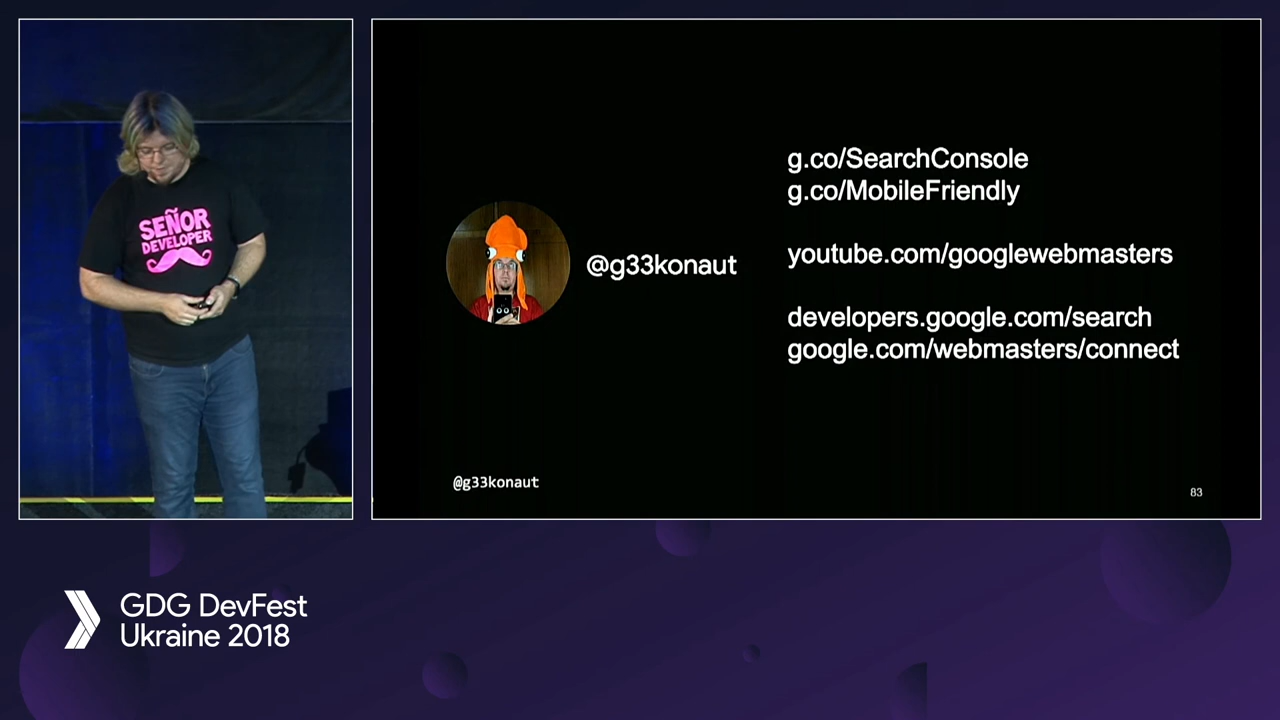 SEÑOR
DEVELOPER
@g33konaut
g.co/SearchConsole
g.co/MobileFriendly
youtube.com/googlewebmasters
developers.google.com/search
google.com/webmasters/connect
@g33konaut
83
GDG DevFest
Ukraine 2018